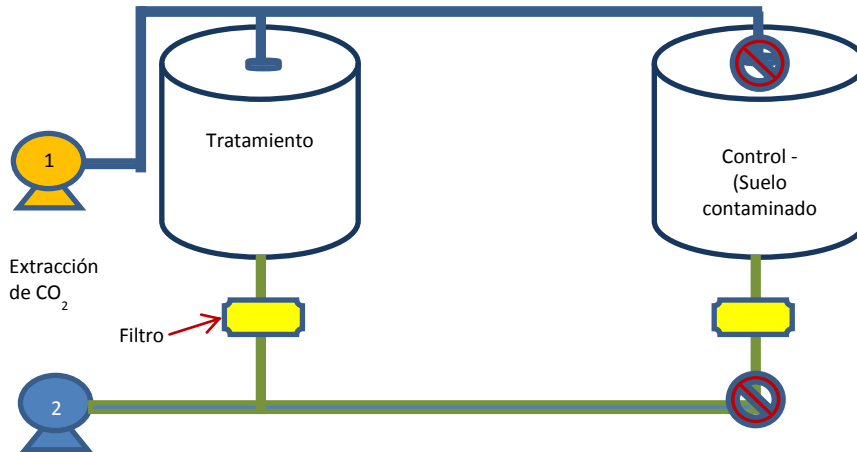 Tratamiento
1
Control -
(Suelo
contaminado
Extracción
de CO2
Filtro
2